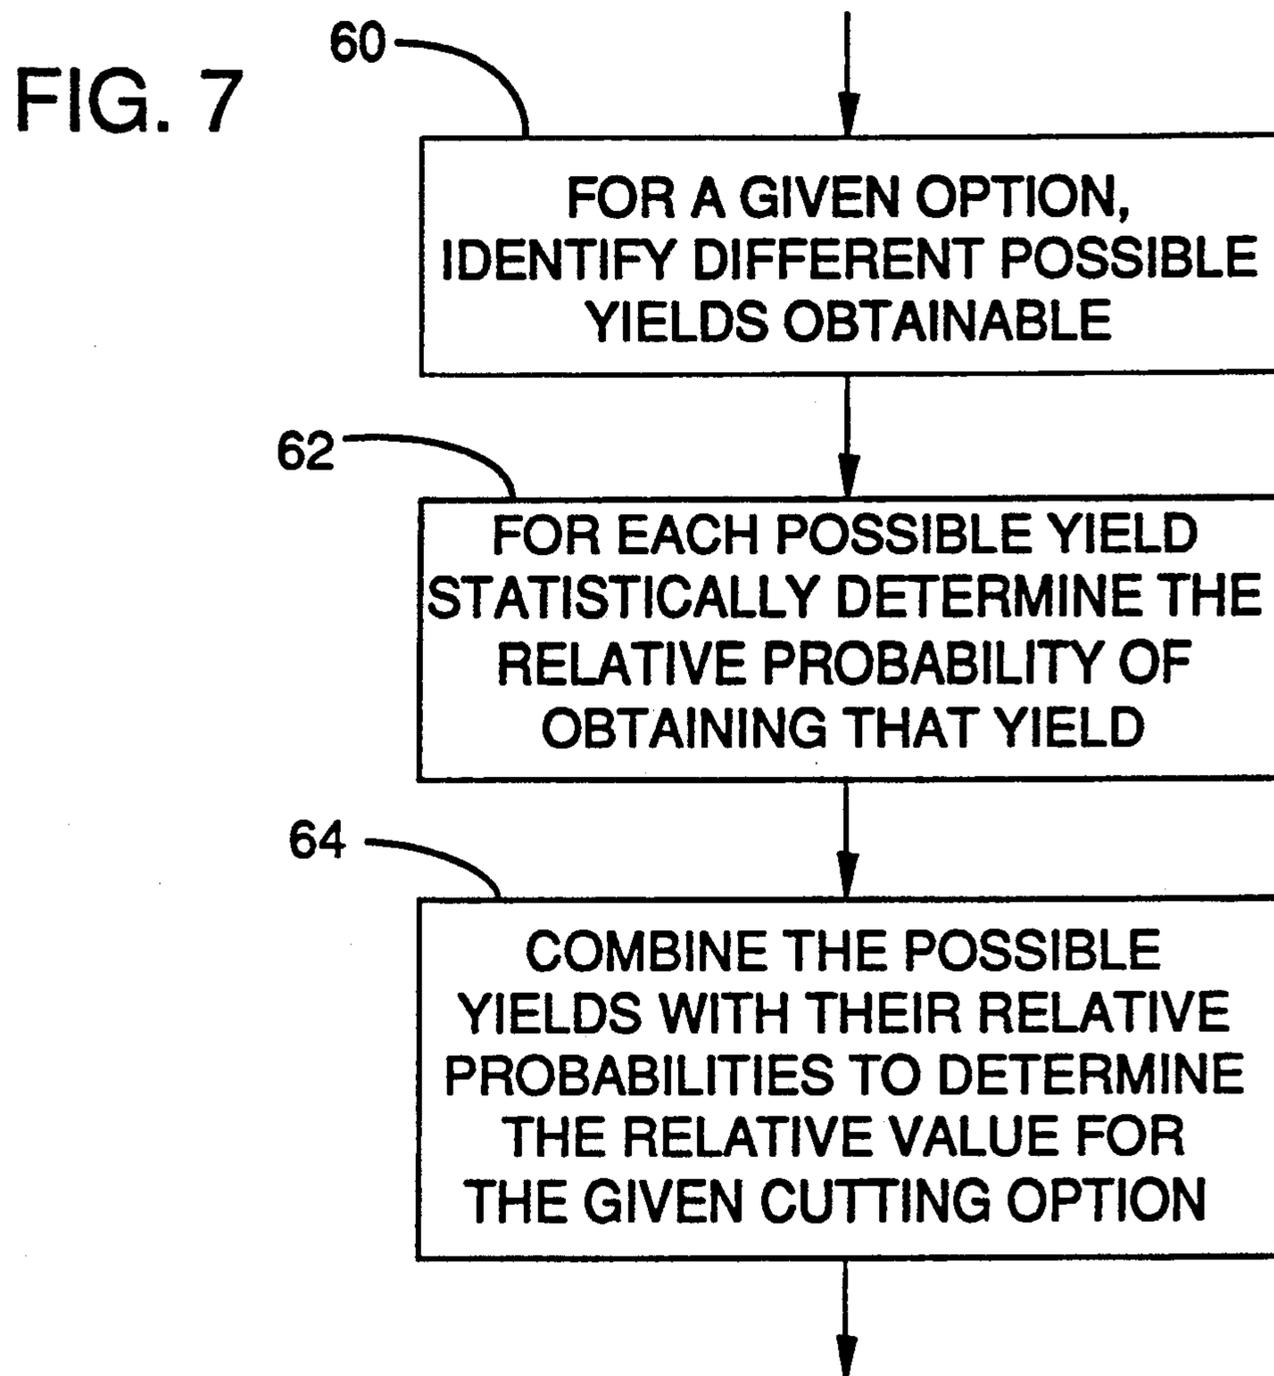 FIG. 7
60
FOR A GIVEN OPTION,
IDENTIFY DIFFERENT POSSIBLE
YIELDS OBTAINABLE
62
FOR EACH POSSIBLE YIELD
STATISTICALLY DETERMINE THE
RELATIVE PROBABILITY OF
OBTAINING THAT YIELD
64
COMBINE THE POSSIBLE
YIELDS WITH THEIR RELATIVE
PROBABILITIES TO DETERMINE
THE RELATIVE VALUE FOR
THE GIVEN CUTTING OPTION